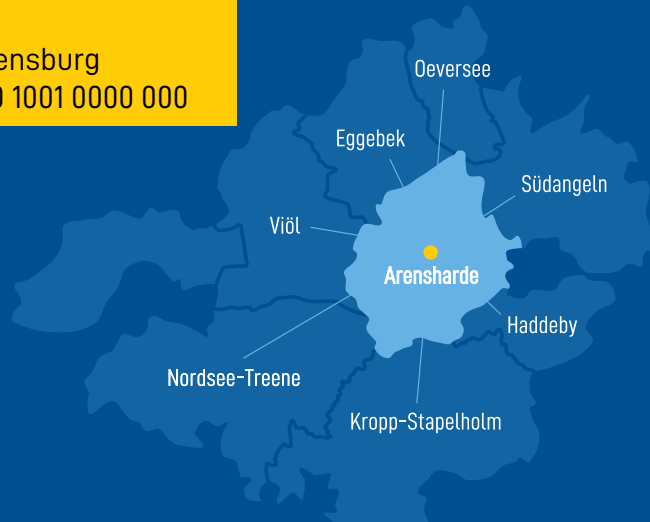 ensburg
0 1001 0000 000
Oeversee
Eggebek
Südangeln
Viöl
Arensharde
Haddeby
Nordsee-Treene
Kropp-Stapelholm